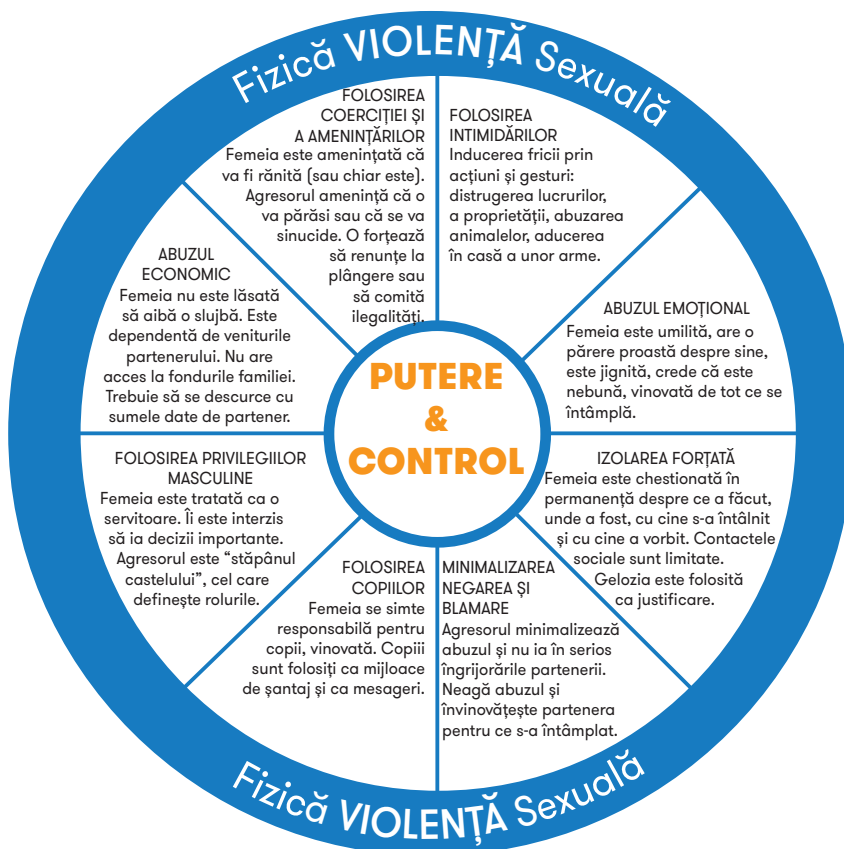 Fizică VIOLENȚĂ Sexuală
FOLOSIREA
COERCIȚIEI ȘI
A AMENINȚĂRILOR
Femeia este amenințată că
va fi rănită (sau chiar este).
Agresorul amenință că o
va părăsi sau că se va
sinucide. O forțează
să renunțe la
plângere sau
să comită
ilegalități.
FOLOSIREA
INTIMIDĂRILOR
Inducerea fricii prin
acțiuni și gesturi:
distrugerea lucrurilor,
a proprietății, abuzarea
animalelor, aducerea
în casă a unor arme.
ABUZUL EMOȚIONAL
Femeia este umilită, are o
părere proastă despre sine,
este jignită, crede că este
nebună, vinovată de tot ce se
întâmplă.
IZOLAREA FORȚATĂ
Femeia este chestionată în
permanență despre ce a făcut,
unde a fost, cu cine s-a întâlnit
și cu cine a vorbit. Contactele
sociale sunt limitate.
Gelozia este folosită
ca justificare.
MINIMALIZAREA
NEGAREA ȘI
BLAMARE
Agresorul minimalizează
abuzul și nu ia în serios
îngrijorările partenerii.
Neagă abuzul și
învinovățește partenera
pentru ce s-a întâmplat.
FOLOSIREA
COPIILOR
Femeia se simte
responsabilă pentru
copii, vinovată. Copiii
sunt folosiți ca mijloace
de șantaj și ca mesageri.
FOLOSIREA PRIVILEGIILOR
MASCULINE
Femeia este tratată ca o
servitoare. Îi este interzis
să ia decizii importante.
Agresorul este “stăpânul
castelului”, cel care
definește rolurile.
ABUZUL
ECONOMIC
Femeia nu este lăsată
să aibă o slujbă. Este
dependentă de veniturile
partenerului. Nu are
acces la fondurile familiei.
Trebuie să se descurce cu
sumele date de partener.
PUTERE
&
CONTROL
Fizică VIOLENȚĂ Sexuală